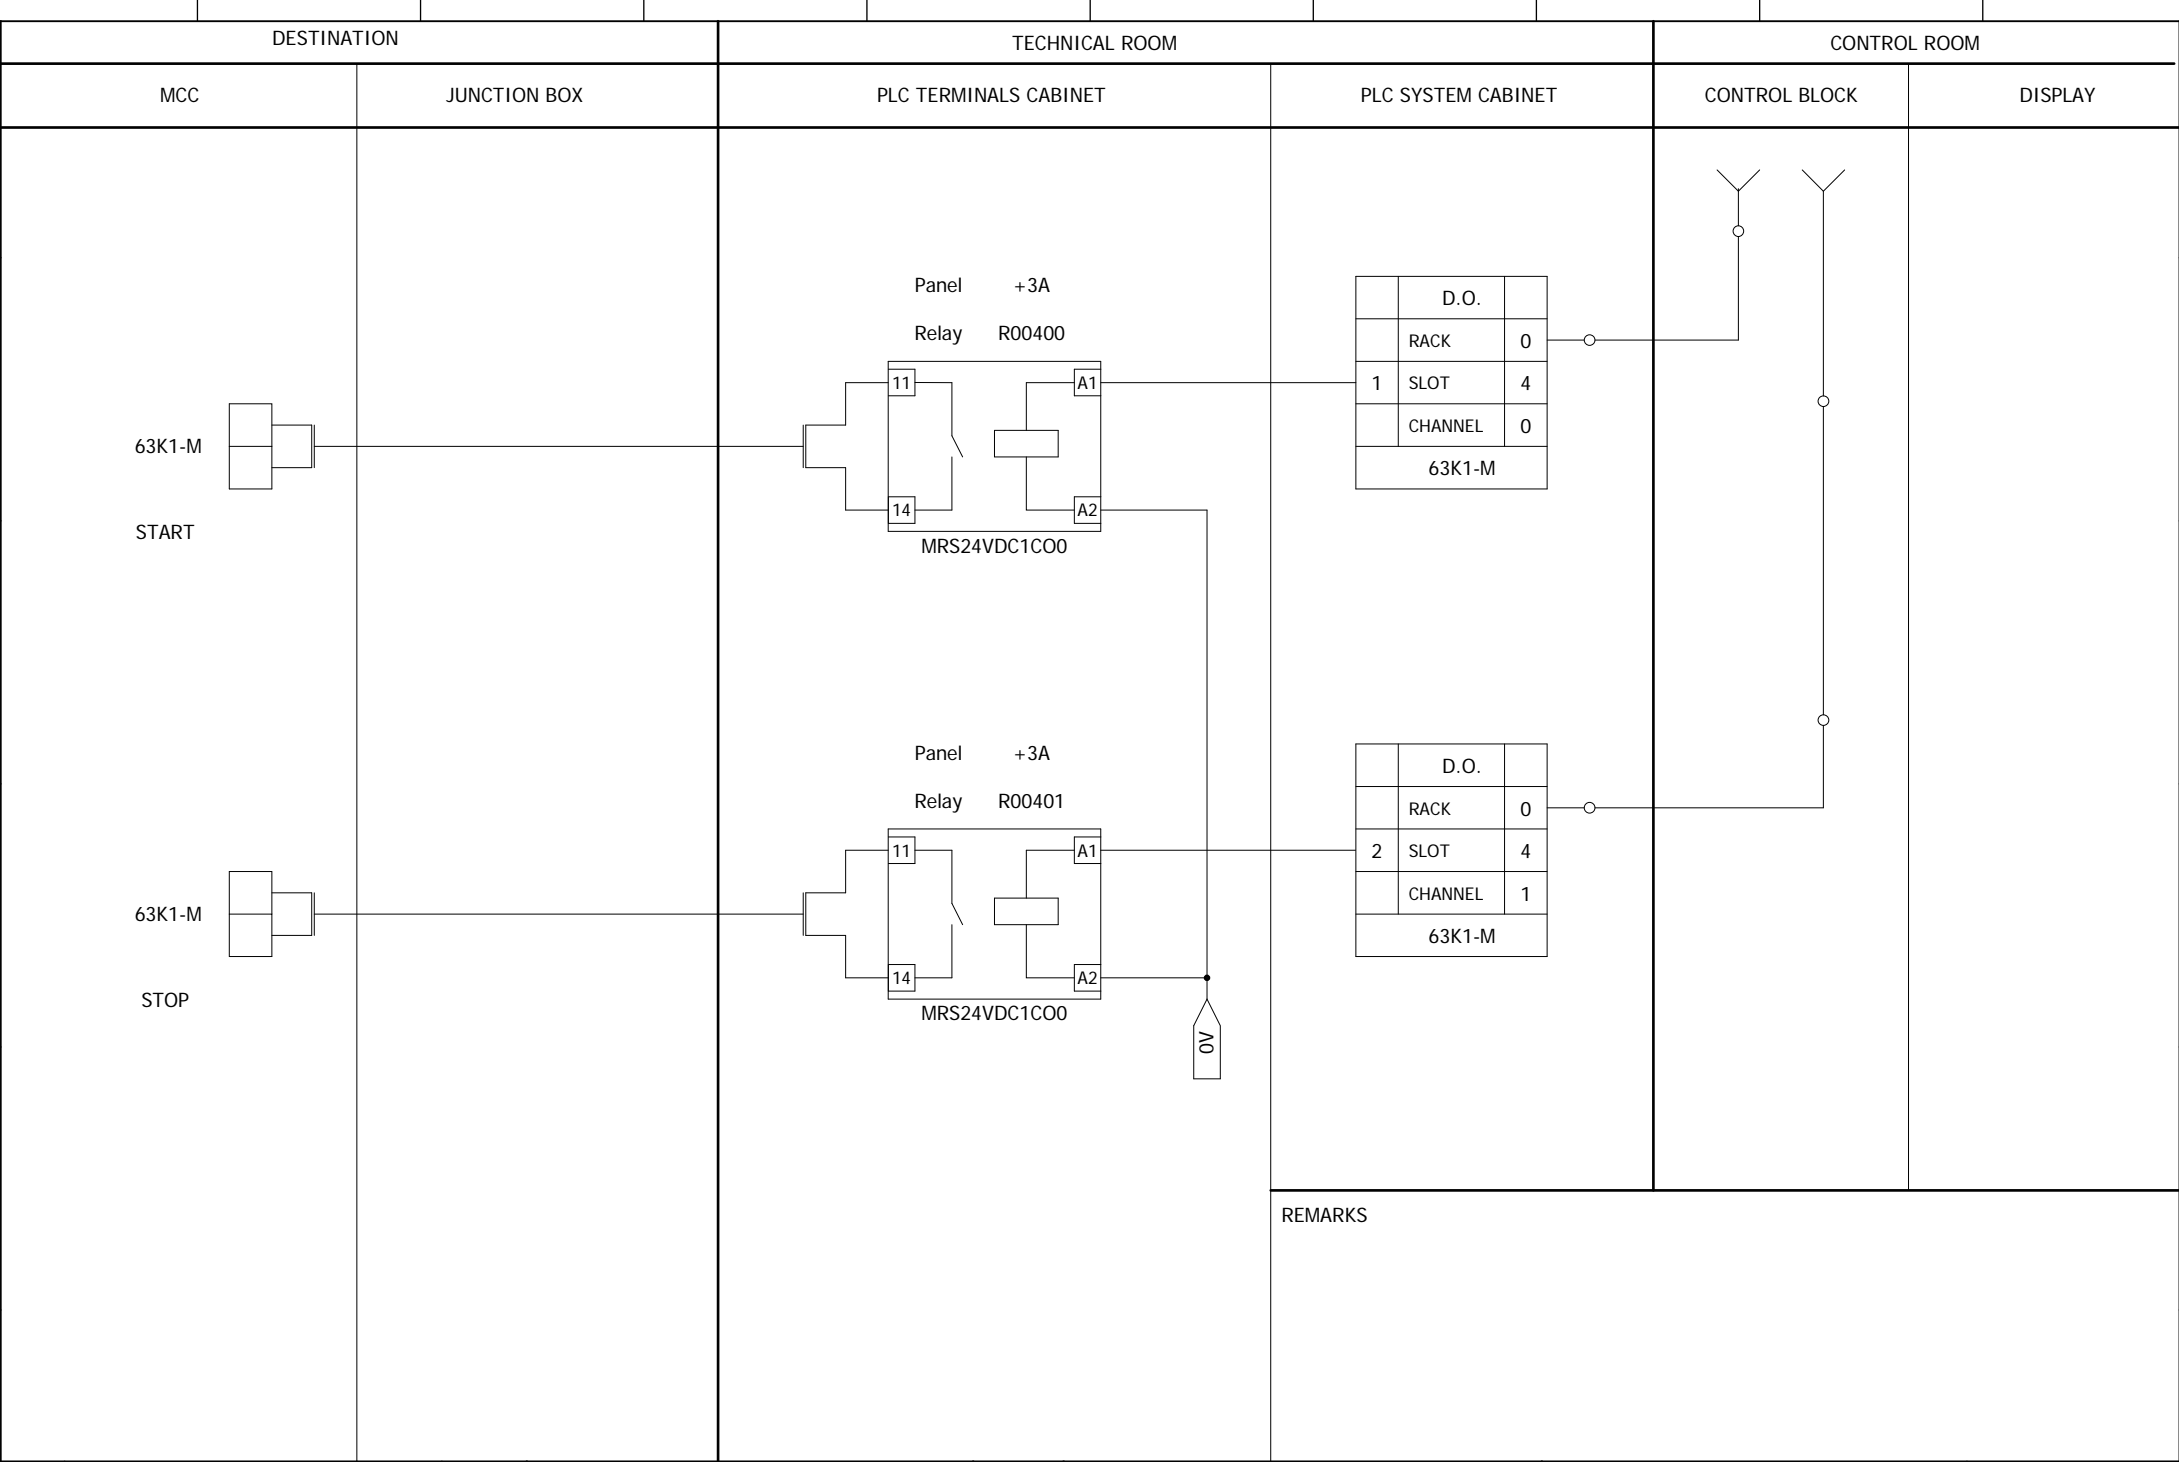 DESTINATION
TECHNICAL ROOM
CONTROL ROOM
MCC
JUNCTION BOX
PLC TERMINALS CABINET
PLC SYSTEM CABINET
CONTROL BLOCK
DISPLAY
Panel +3A
Relay R00400
11
A1
14
A2
MRS24VDC1CO0
63K1-M
START
D.O.
RACK 0
1 SLOT 4
CHANNEL 0
63K1-M
Panel +3A
Relay R00401
11
A1
14
A2
MRS24VDC1CO0
63K1-M
STOP
0V
D.O.
RACK 0
2 SLOT 4
CHANNEL 1
63K1-M
REMARKS